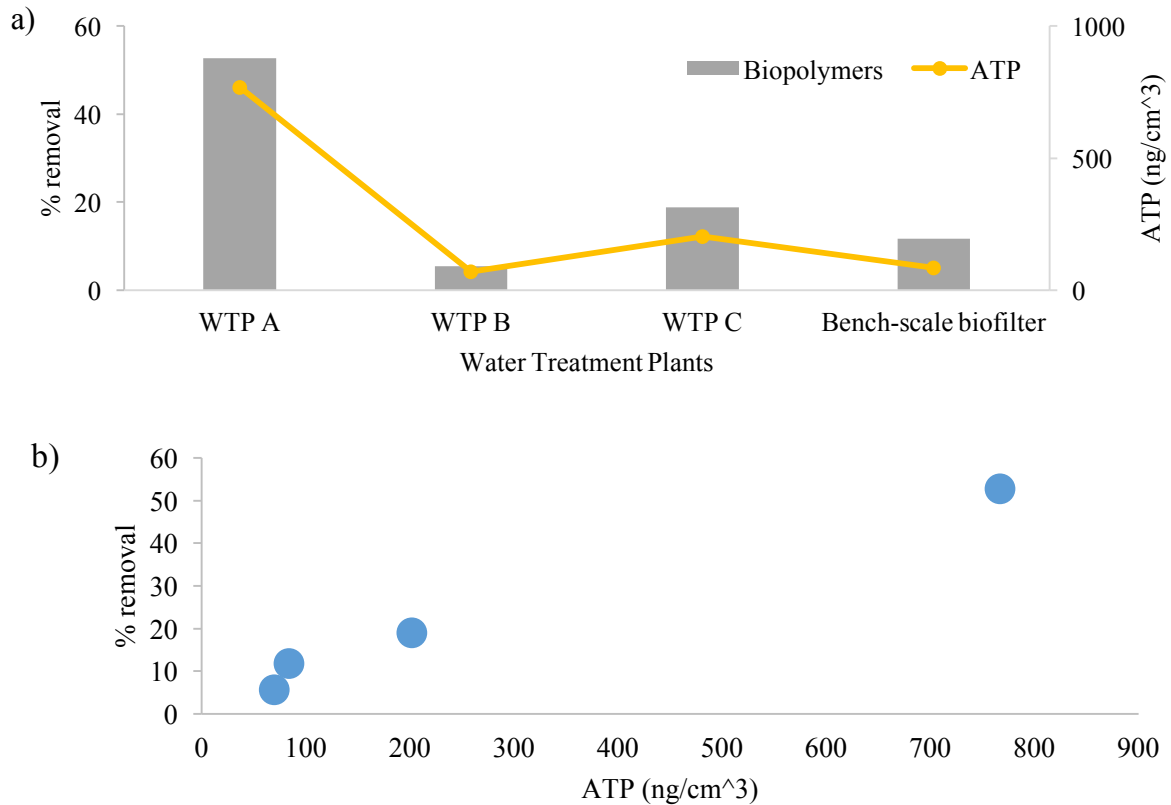 a)
60
40
20
0
% removal
Biopolymers
ATP
1000
500
0
ATP (ng/cm^3)
WTP A
WTP B
WTP C
Bench-scale biofilter
Water Treatment Plants
b)
60
50
40
30
20
10
0
% removal
0 100 200 300 400 500 600 700 800 900
ATP (ng/cm^3)